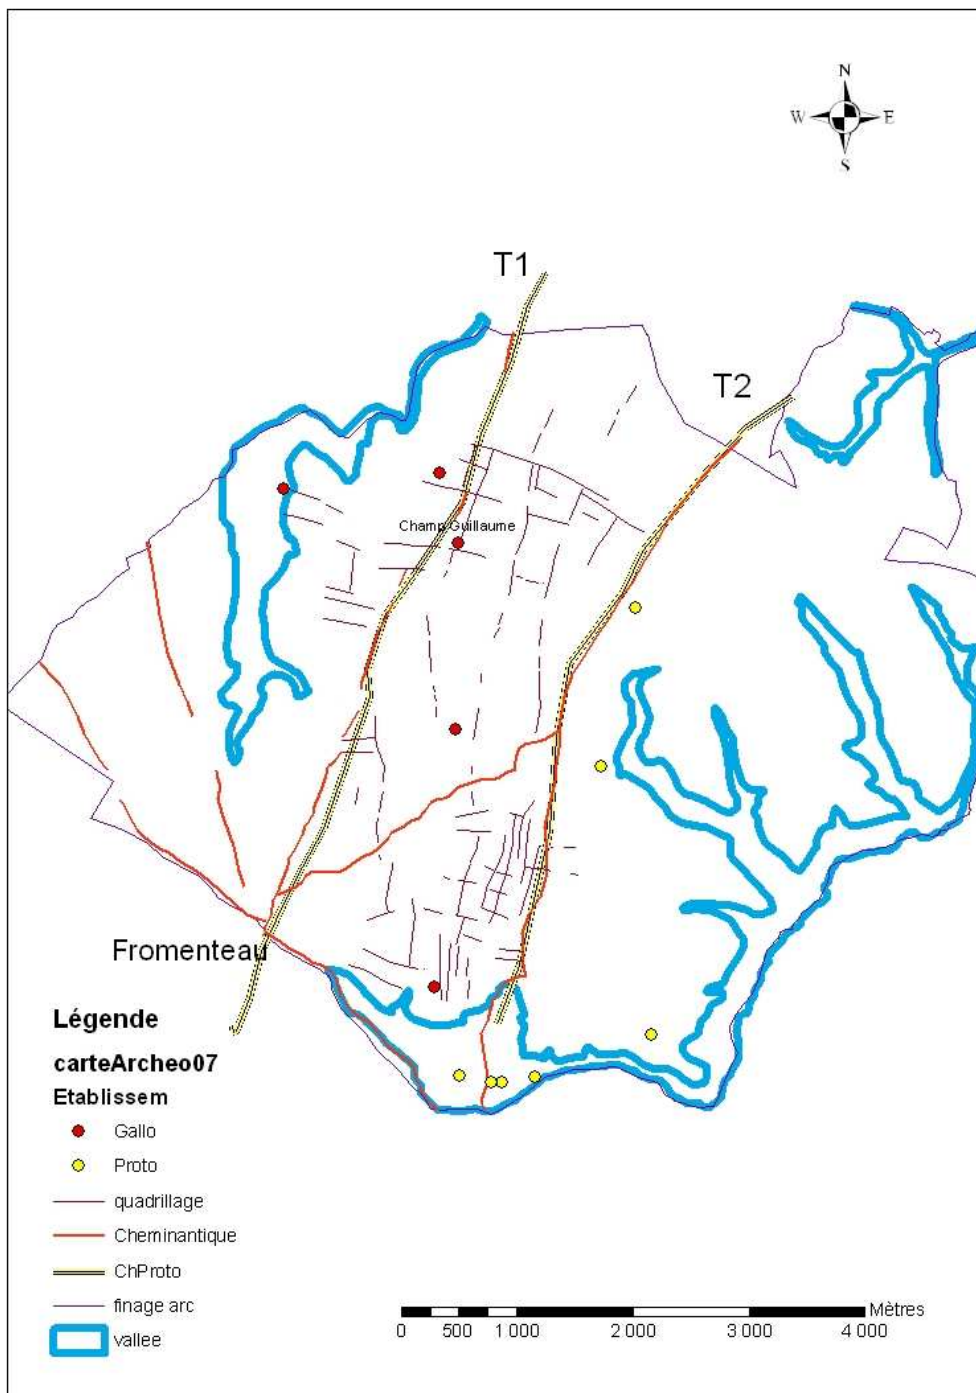 N
W E
S
T1
T2
Champ Guillaume
Fromenteau
Légende
carteArcheo07
Etablissem
Gallo
Proto
quadrillage
Cheminantique
ChProto
finage arc
vallee
Mètres
0 500 1 000 2 000 3 000 4 000